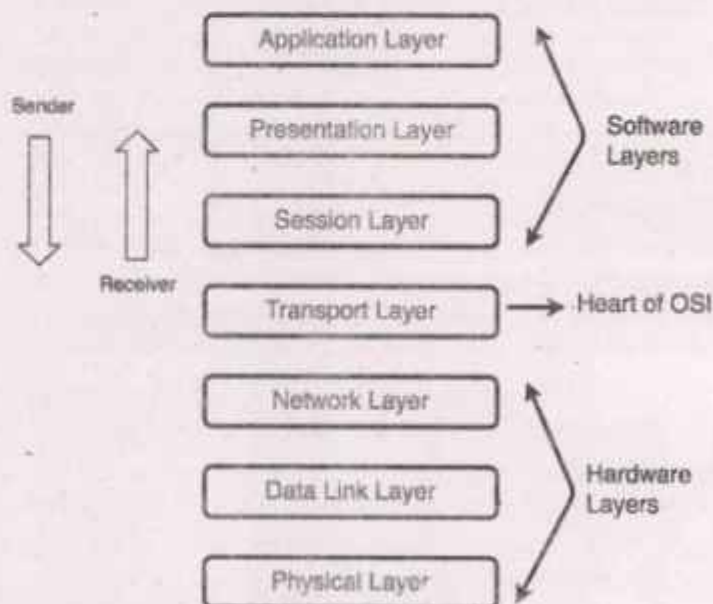 Application Layer
Sender
Presentation Layer
Software
Layers
Session Layer
Receiver
Transport Layer
Heart of OSI
Network Layer
Data Link Layer
Hardware
Layers
Physical Layer